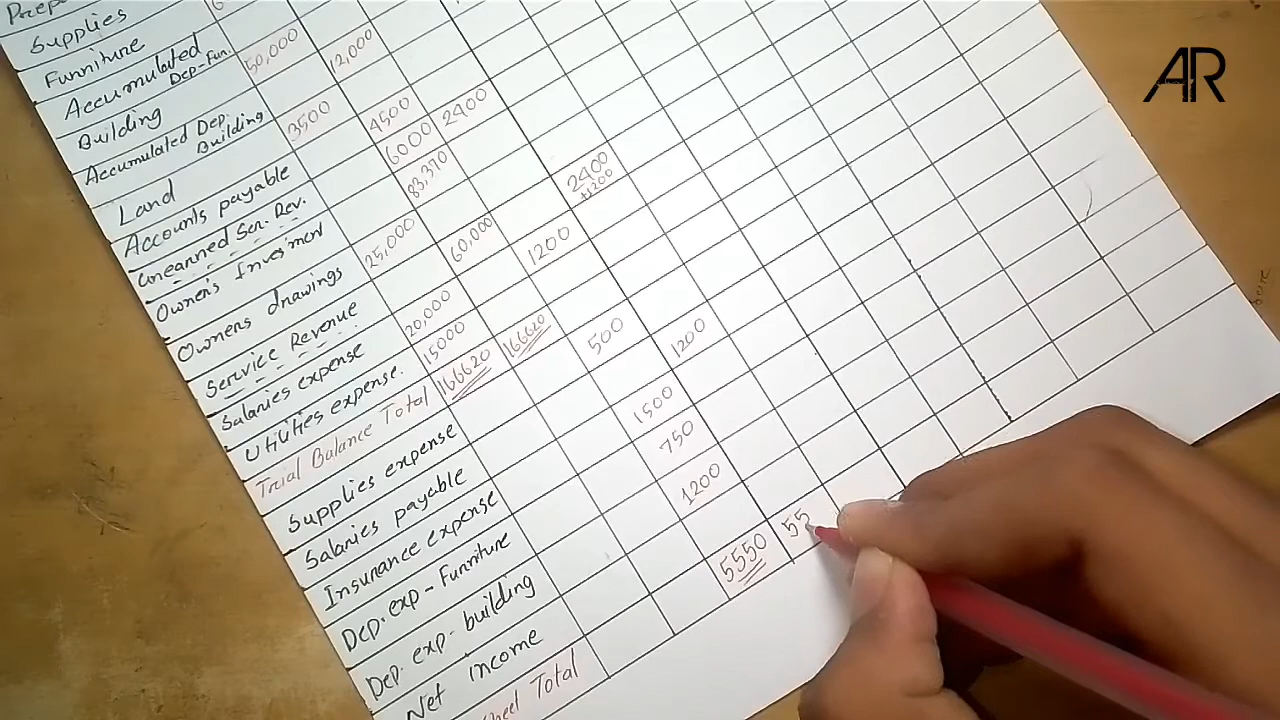 Supplies
Furniture 50,000
Accumulated Dep-Fun. 12,000
Building 3500
Accumulated Dep. Building 4500 2400
Land 6000
Accounts payable 83,370
Unearned Ser. Rev. 25,000 2400 +1200
Owner's Invesment 60,000
Owners drawings 1200
Service Revenue 20,000
Salaries expense 15000
Utilities expense.
Trial Balance Total 166620 166620
Supplies expense 500
Salaries payable 1200
Insurance expense 1500
Dep. exp - Furniture 750
Dep. exp - building 1200
Net income
Total 5550 55
AR